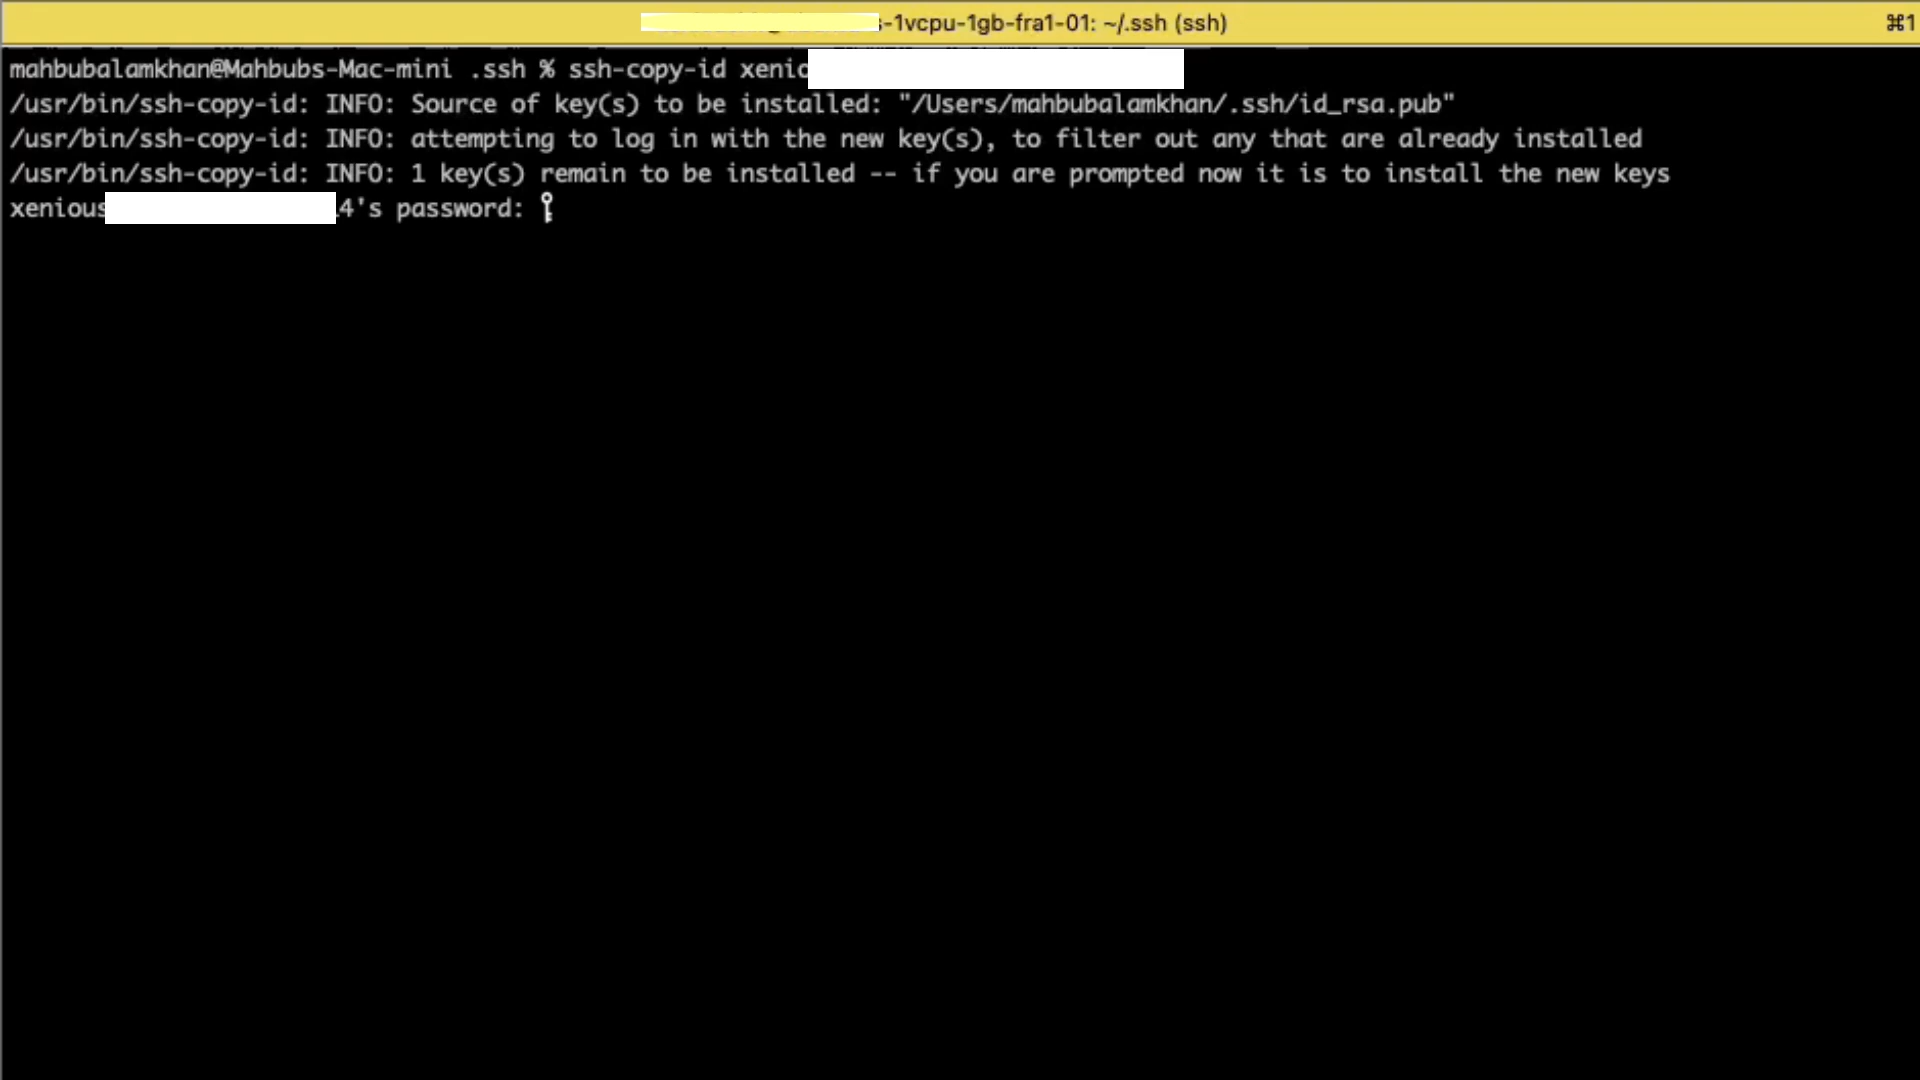 -1vcpu-1gb-fra1-01: ~/.ssh (ssh) ⌘1
mahbubalamkhan@Mahbubs-Mac-mini .ssh % ssh-copy-id
/usr/bin/ssh-copy-id: INFO: Source of key(s) to be installed: "/Users/mahbubalamkhan/.ssh/id_rsa.pub"
/usr/bin/ssh-copy-id: INFO: attempting to log in with the new key(s), to filter out any that are already installed
/usr/bin/ssh-copy-id: INFO: 1 key(s) remain to be installed -- if you are prompted now it is to install the new keys
xenious 4's password: